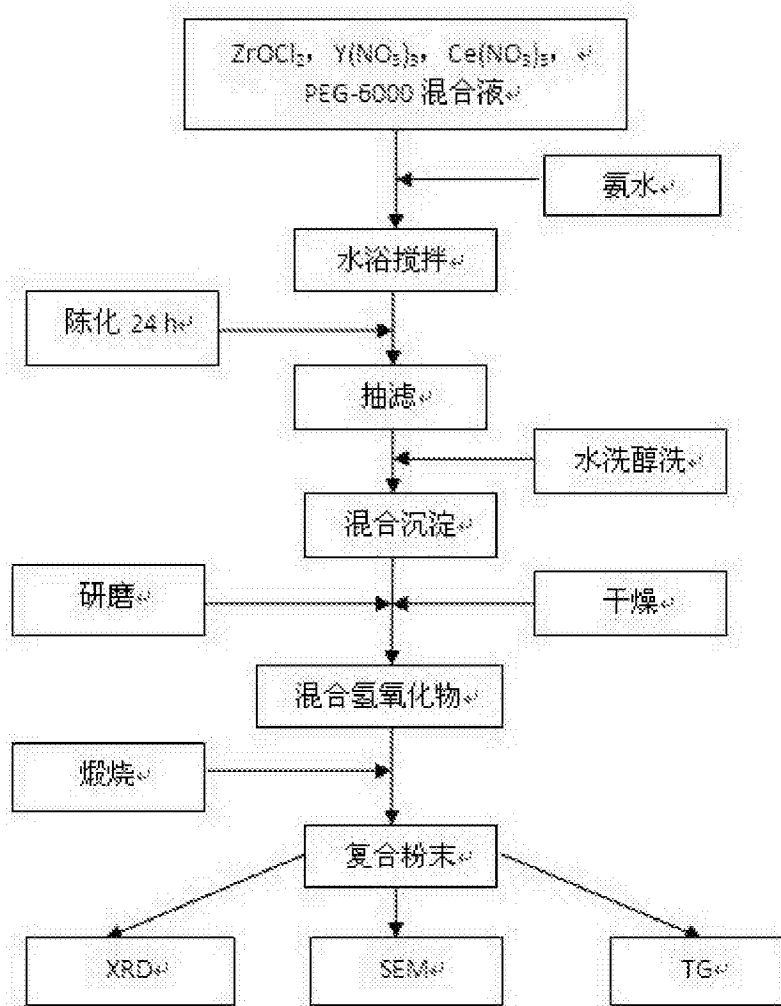 ZrOCl₂, Y(NO₃)₃, Ce(NO₃)₃,
PEG-6000 混合液
氨水
水浴搅拌
陈化 24 h
抽滤
水洗醇洗
混合沉淀
研磨
干燥
混合氢氧化物
煅烧
复合粉末
XRD
SEM
TG